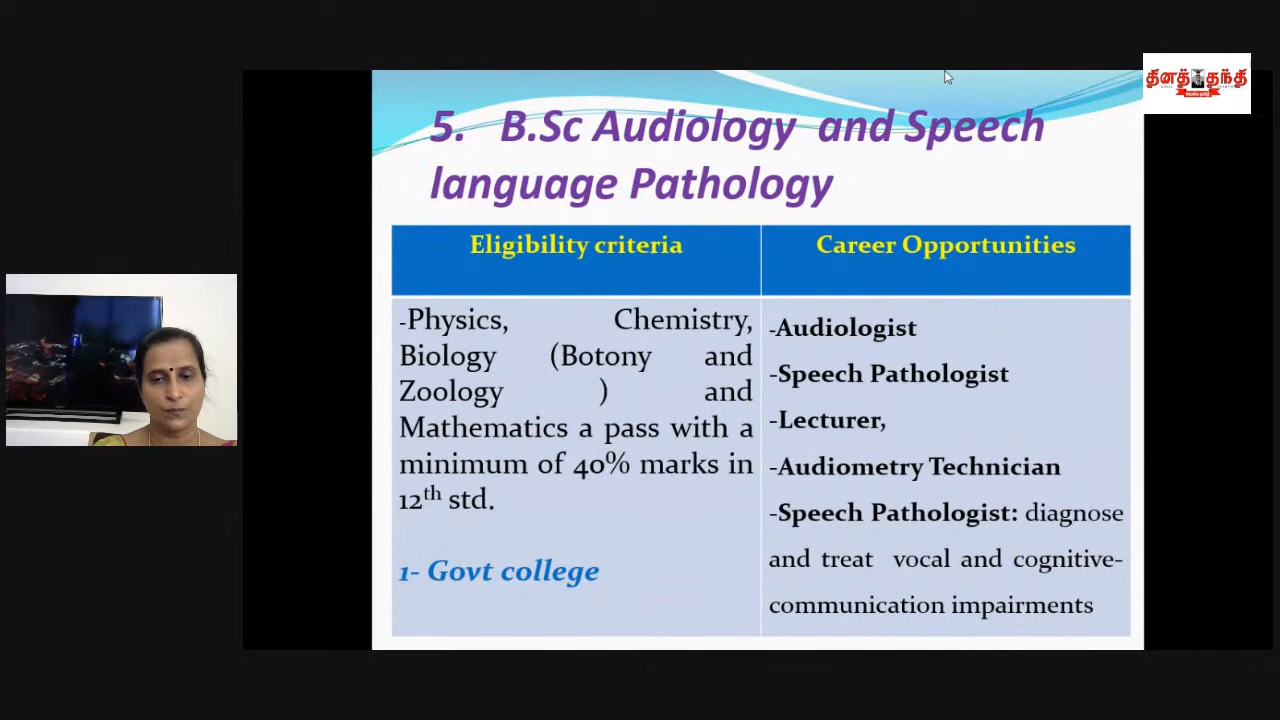 தினத்தந்தி
5. B.Sc Audiology and Speech
language Pathology
Eligibility criteria
Career Opportunities
-Physics, Chemistry,
Biology (Botony and
Zoology ) and
Mathematics a pass with a
minimum of 40% marks in
12th std.
1- Govt college
-Audiologist
-Speech Pathologist
-Lecturer,
-Audiometry Technician
-Speech Pathologist: diagnose
and treat vocal and cognitive-
communication impairments